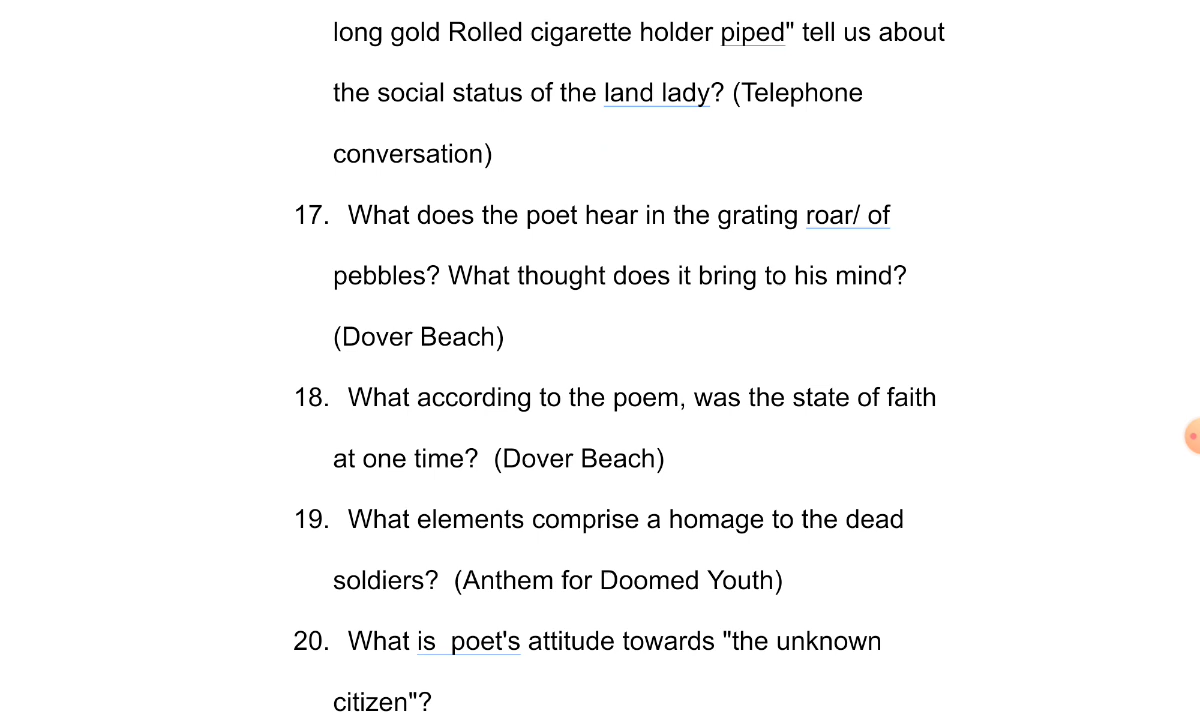 long gold Rolled cigarette holder piped" tell us about
the social status of the land lady? (Telephone
conversation)
17. What does the poet hear in the grating roar/ of
pebbles? What thought does it bring to his mind?
(Dover Beach)
18. What according to the poem, was the state of faith
at one time?  (Dover Beach)
19. What elements comprise a homage to the dead
soldiers?  (Anthem for Doomed Youth)
20. What is  poet's attitude towards "the unknown
citizen"?